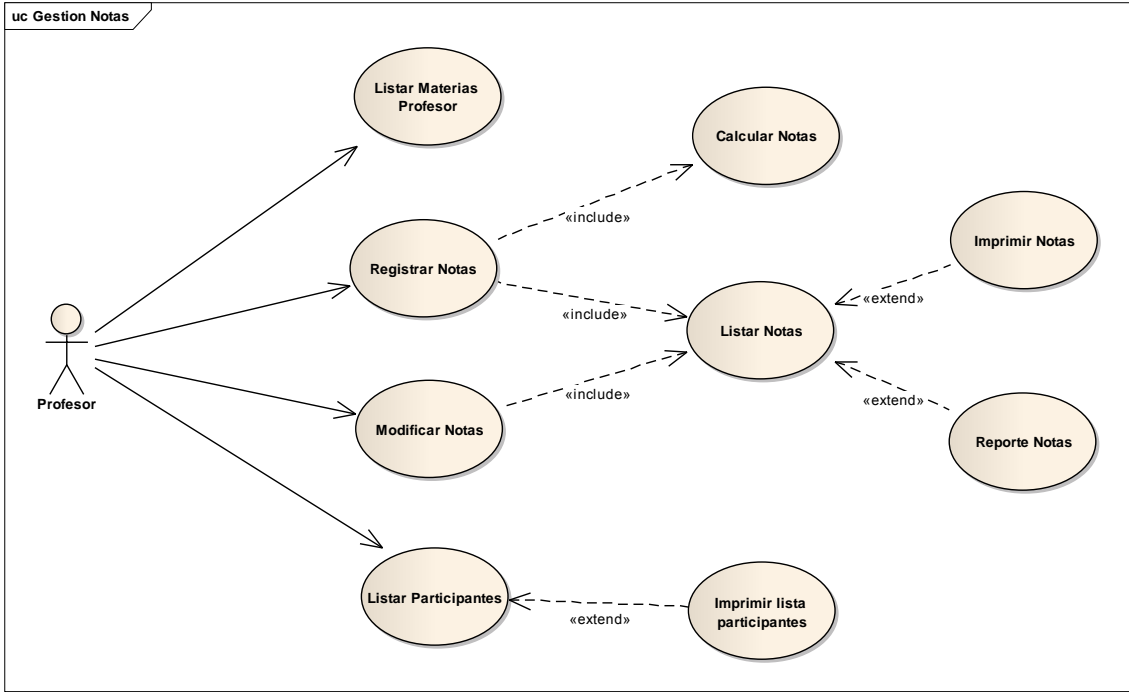 uc Gestion Notas
Listar Materias
Profesor
Calcular Notas
«include»
Registrar Notas
Imprimir Notas
«extend»
«include»
Listar Notas
Profesor
«include»
Modificar Notas
«extend»
Reporte Notas
Listar Participantes
«extend»
Imprimir lista
participantes